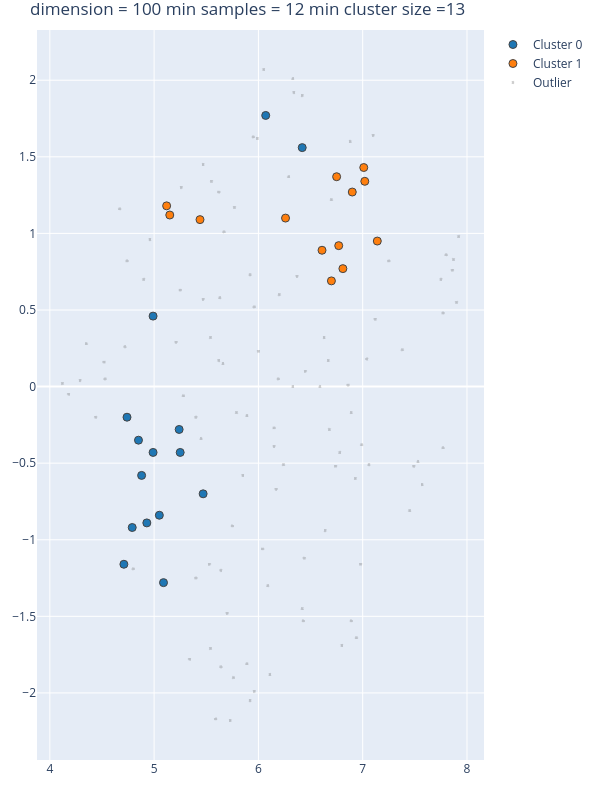 dimension = 100 min samples = 12 min cluster size =13
Cluster 0
Cluster 1
Outlier
2
1.5
1
0.5
0
−0.5
−1
−1.5
−2
4 5 6 7 8